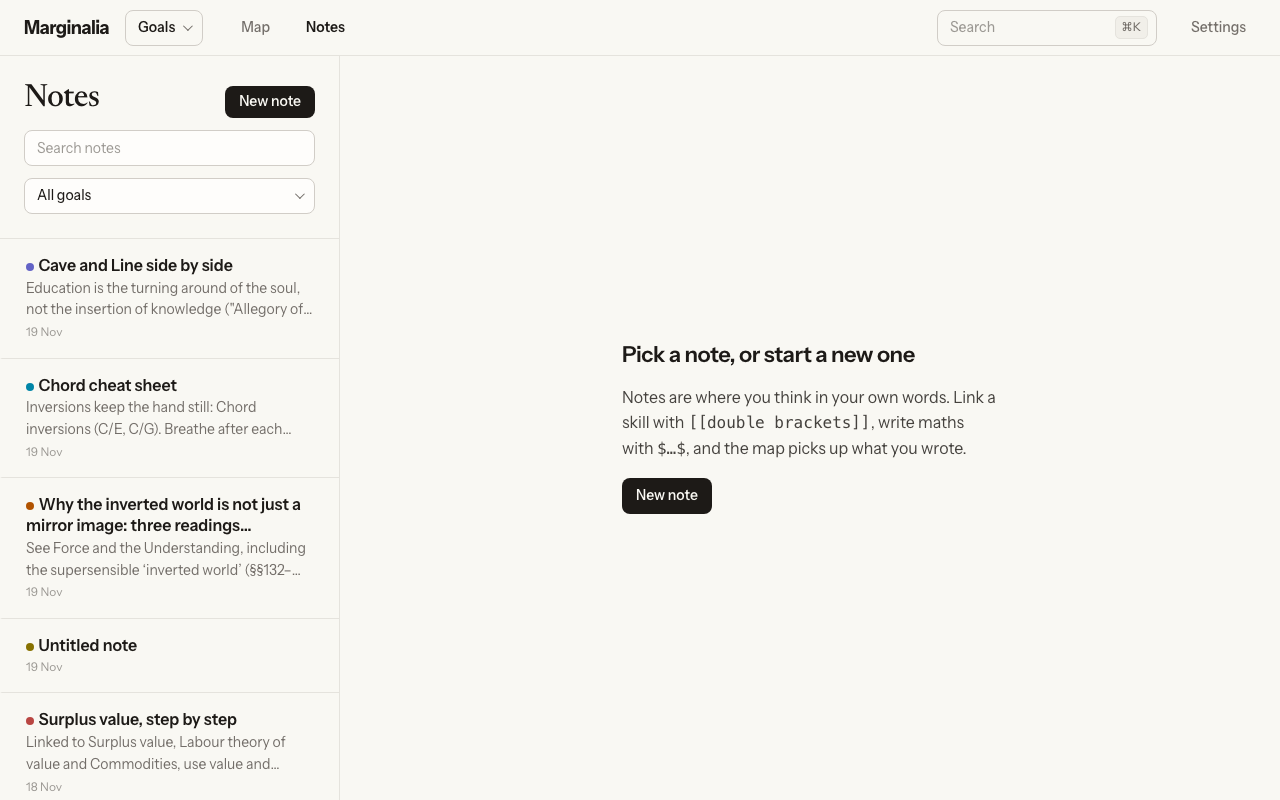 Marginalia
Goals
Map
Notes
Search
⌘K
Settings
Notes
New note
Search notes
All goals
Cave and Line side by side
Education is the turning around of the soul,
not the insertion of knowledge ("Allegory of…
19 Nov
Chord cheat sheet
Inversions keep the hand still: Chord
inversions (C/E, C/G). Breathe after each…
19 Nov
Why the inverted world is not just a
mirror image: three readings…
See Force and the Understanding, including
the supersensible ‘inverted world’ (§§132–…
19 Nov
Untitled note
19 Nov
Surplus value, step by step
Linked to Surplus value, Labour theory of
value and Commodities, use value and…
18 Nov
Pick a note, or start a new one
Notes are where you think in your own words. Link a
skill with [[double brackets]], write maths
with $…$, and the map picks up what you wrote.
New note